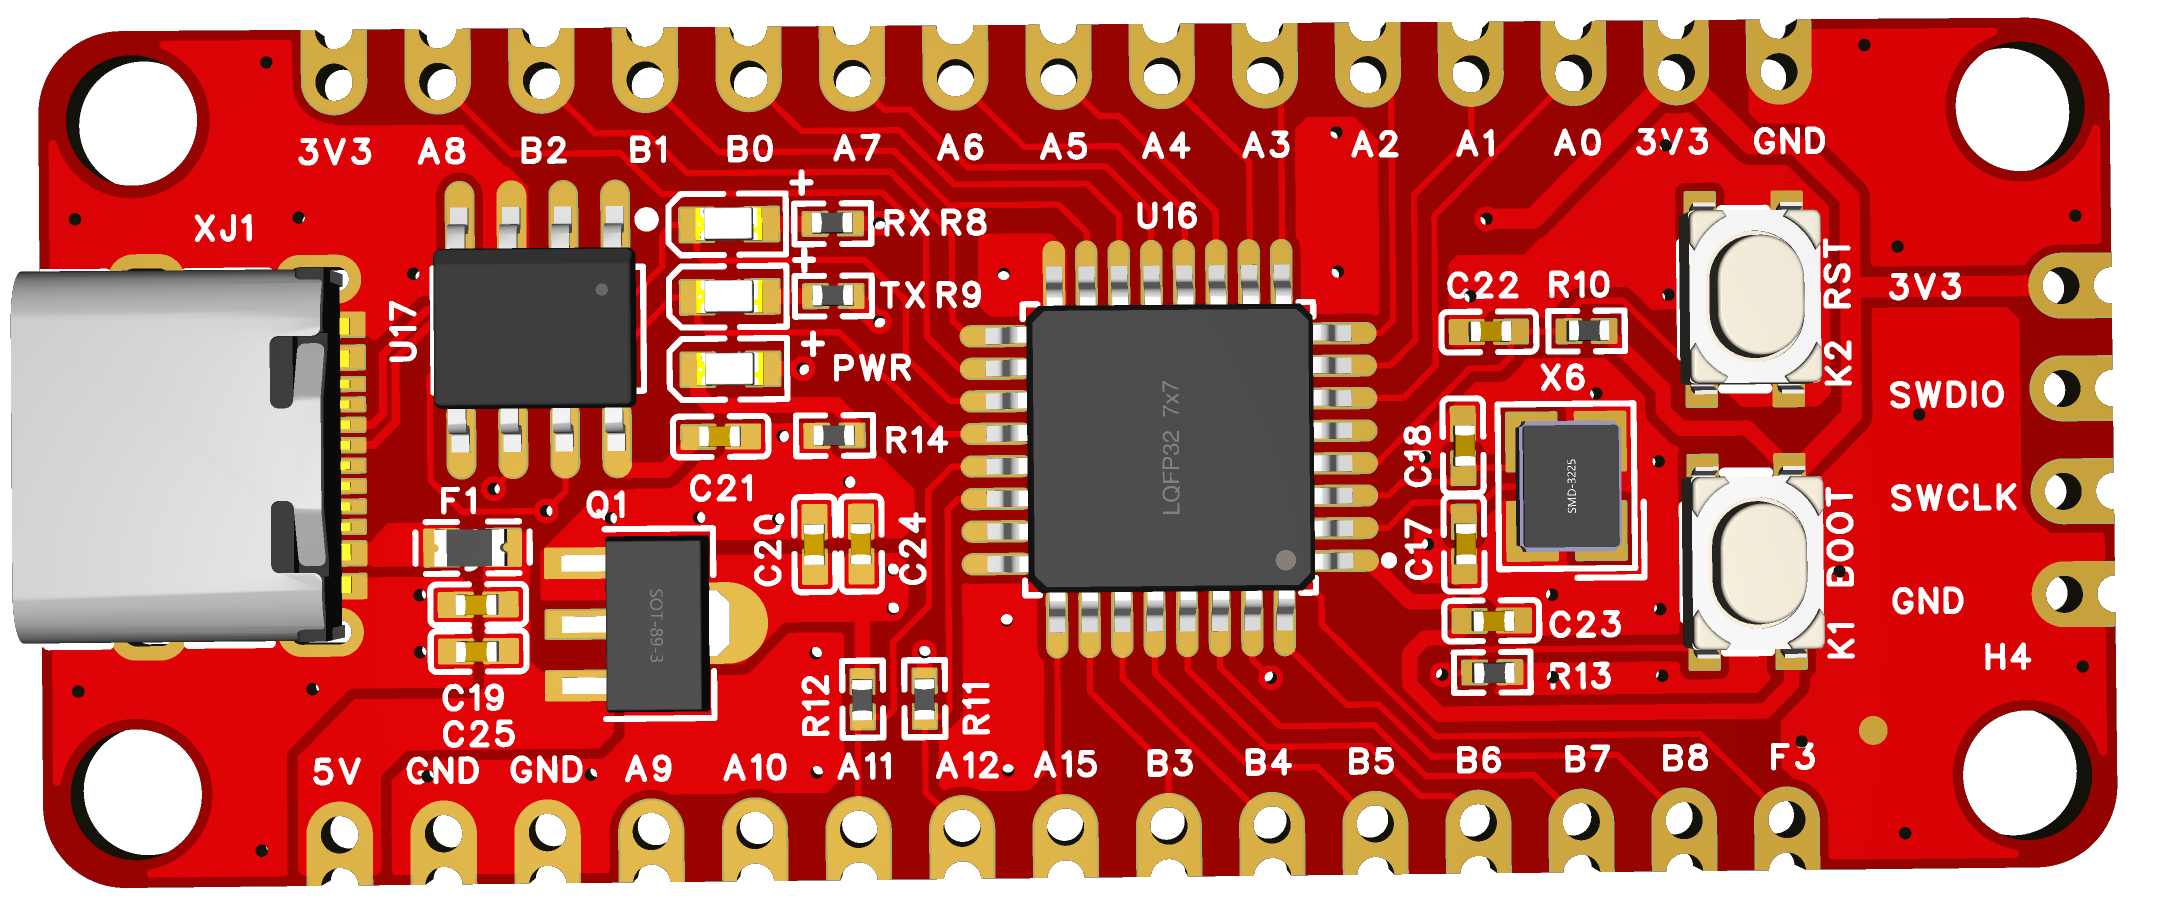 3V3 A8 B2 B1 B0 A7 A6 A5 A4 A3 A2 A1 A0 3V3 GND
XJ1
U17
+
RX R8
+
TX R9
+
PWR
R14
C21
F1
Q1
C20
C24
SOT-89-3
C19
C25
R12
R11
U16
LQFP32 7x7
C22 R10
X6
C18
C17
SMD-3225
C23
R13
K2 RST
K1 BOOT
3V3
SWDIO
SWCLK
GND
H4
5V GND GND A9 A10 A11 A12 A15 B3 B4 B5 B6 B7 B8 F3